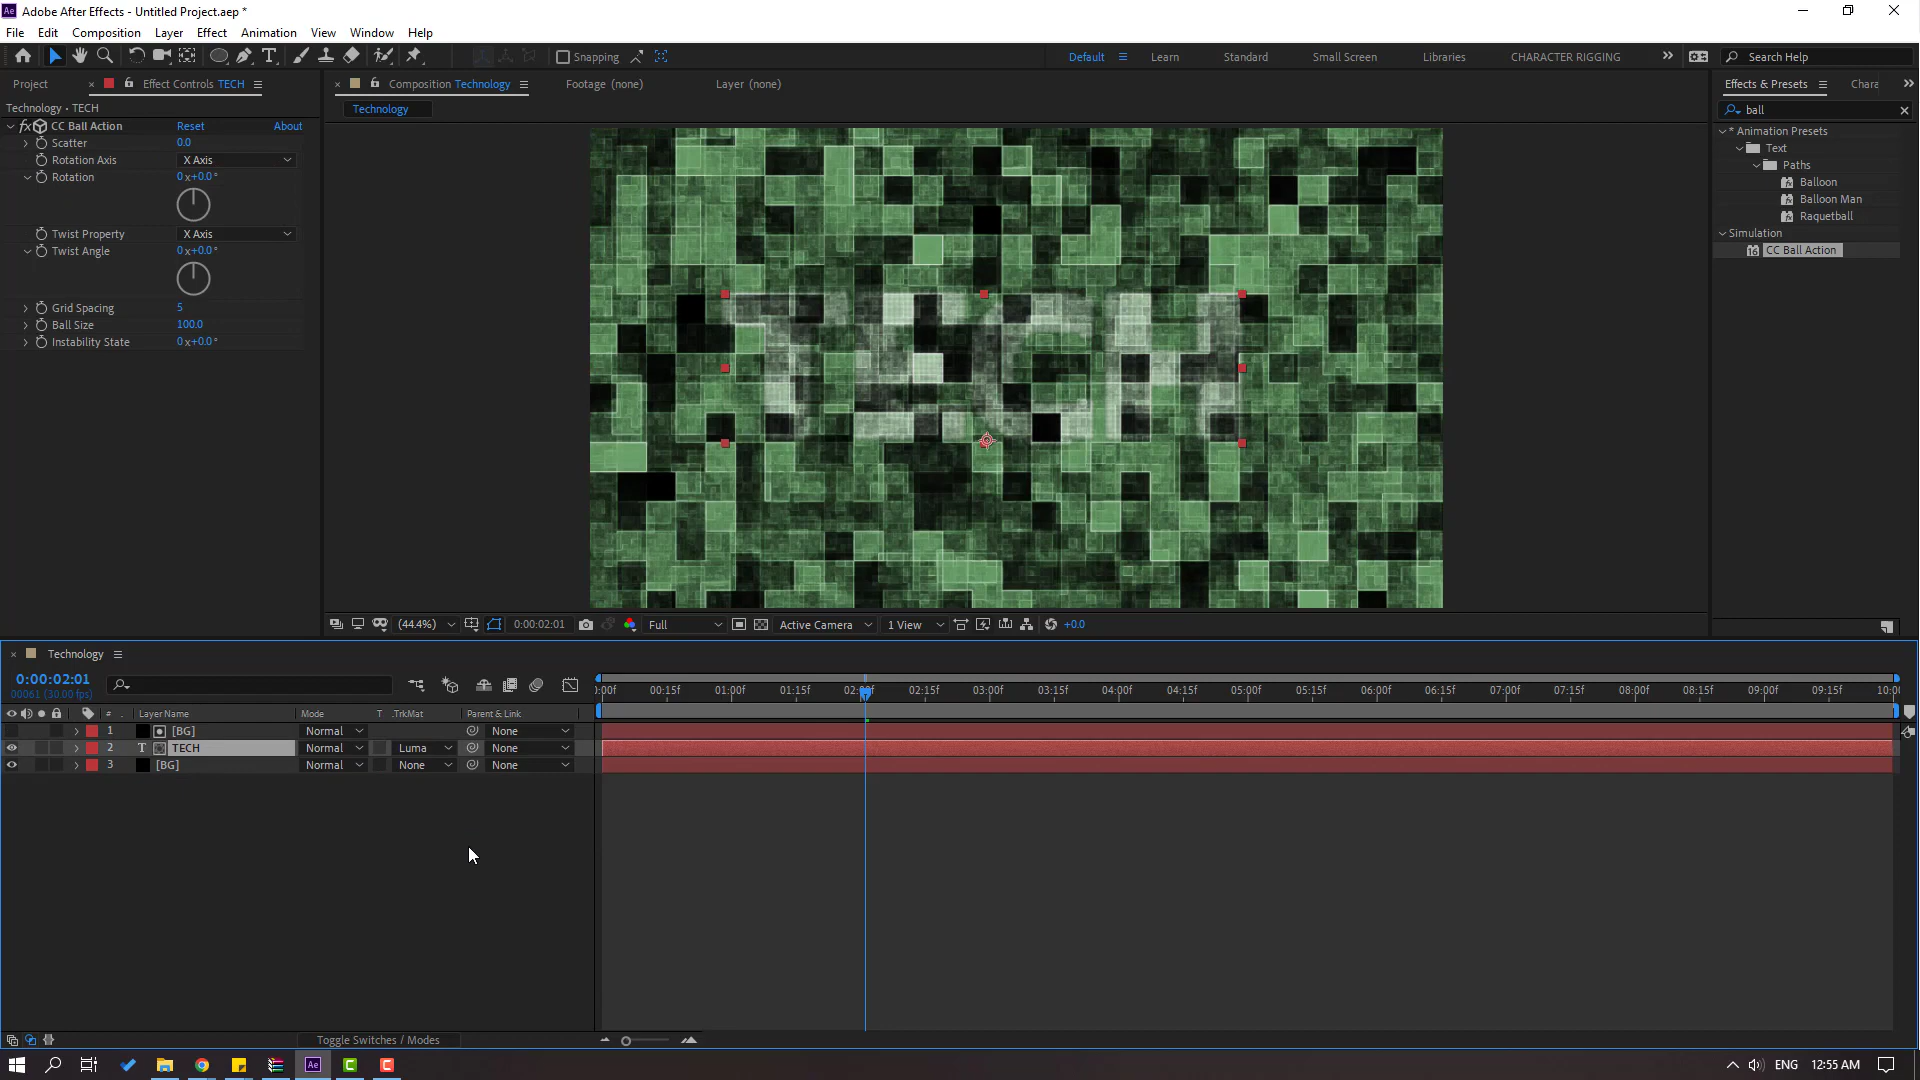 Adobe After Effects - Untitled Project.aep *
File Edit Composition Layer Effect Animation View Window Help
Snapping Default Learn Standard Small Screen Libraries CHARACTER RIGGING Search Help
Project Effect Controls TECH Composition Technology Footage (none) Layer (none) Effects & Presets Chara
Technology • TECH
Technology
ball
fx CC Ball Action Reset About
Scatter 0.0
Rotation Axis X Axis
Rotation 0x+0.0°
Twist Property X Axis
Twist Angle 0x+0.0°
Grid Spacing 5
Ball Size 100.0
Instability State 0x+0.0°
* Animation Presets
Text
Paths
Balloon
Balloon Man
Raquetball
Simulation
CC Ball Action
TECH
(44.4%) 0:00:02:01 Full Active Camera 1 View +0.0
Technology
0:00:02:01
00061 (30.00 fps)
:00f 00:15f 01:00f 01:15f 02:00f 02:15f 03:00f 03:15f 04:00f 04:15f 05:00f 05:15f 06:00f 06:15f 07:00f 07:15f 08:00f 08:15f 09:00f 09:15f 10:00
# Layer Name Mode T .TrkMat Parent & Link
1 [BG] Normal None
2 T TECH Normal Luma None
3 [BG] Normal None None
Toggle Switches / Modes
Ae ENG 12:55 AM